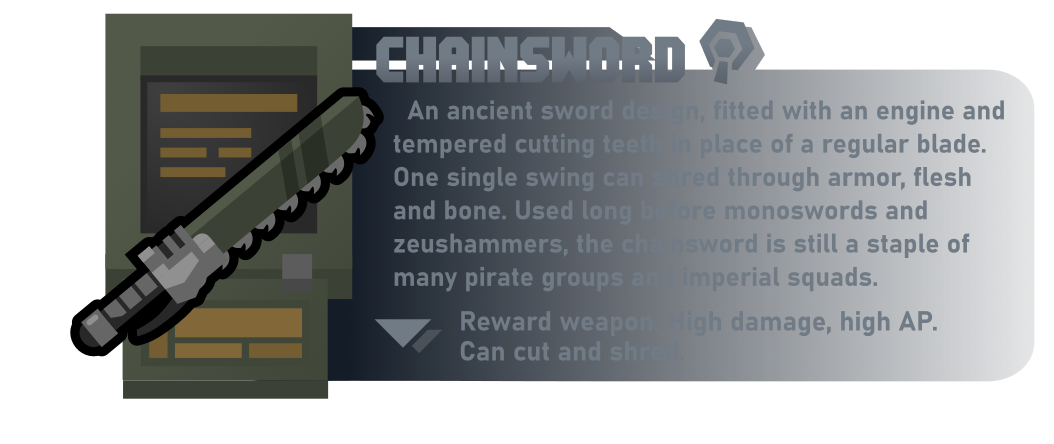 CHAINSWORD
An ancient sword design, fitted with an engine and
tempered cutting teeth in place of a regular blade.
One single swing can shred through armor, flesh
and bone. Used long before monoswords and
zeushammers, the chainsword is still a staple of
many pirate groups and imperial squads.
Reward weapon. High damage, high AP.
Can cut and shred.